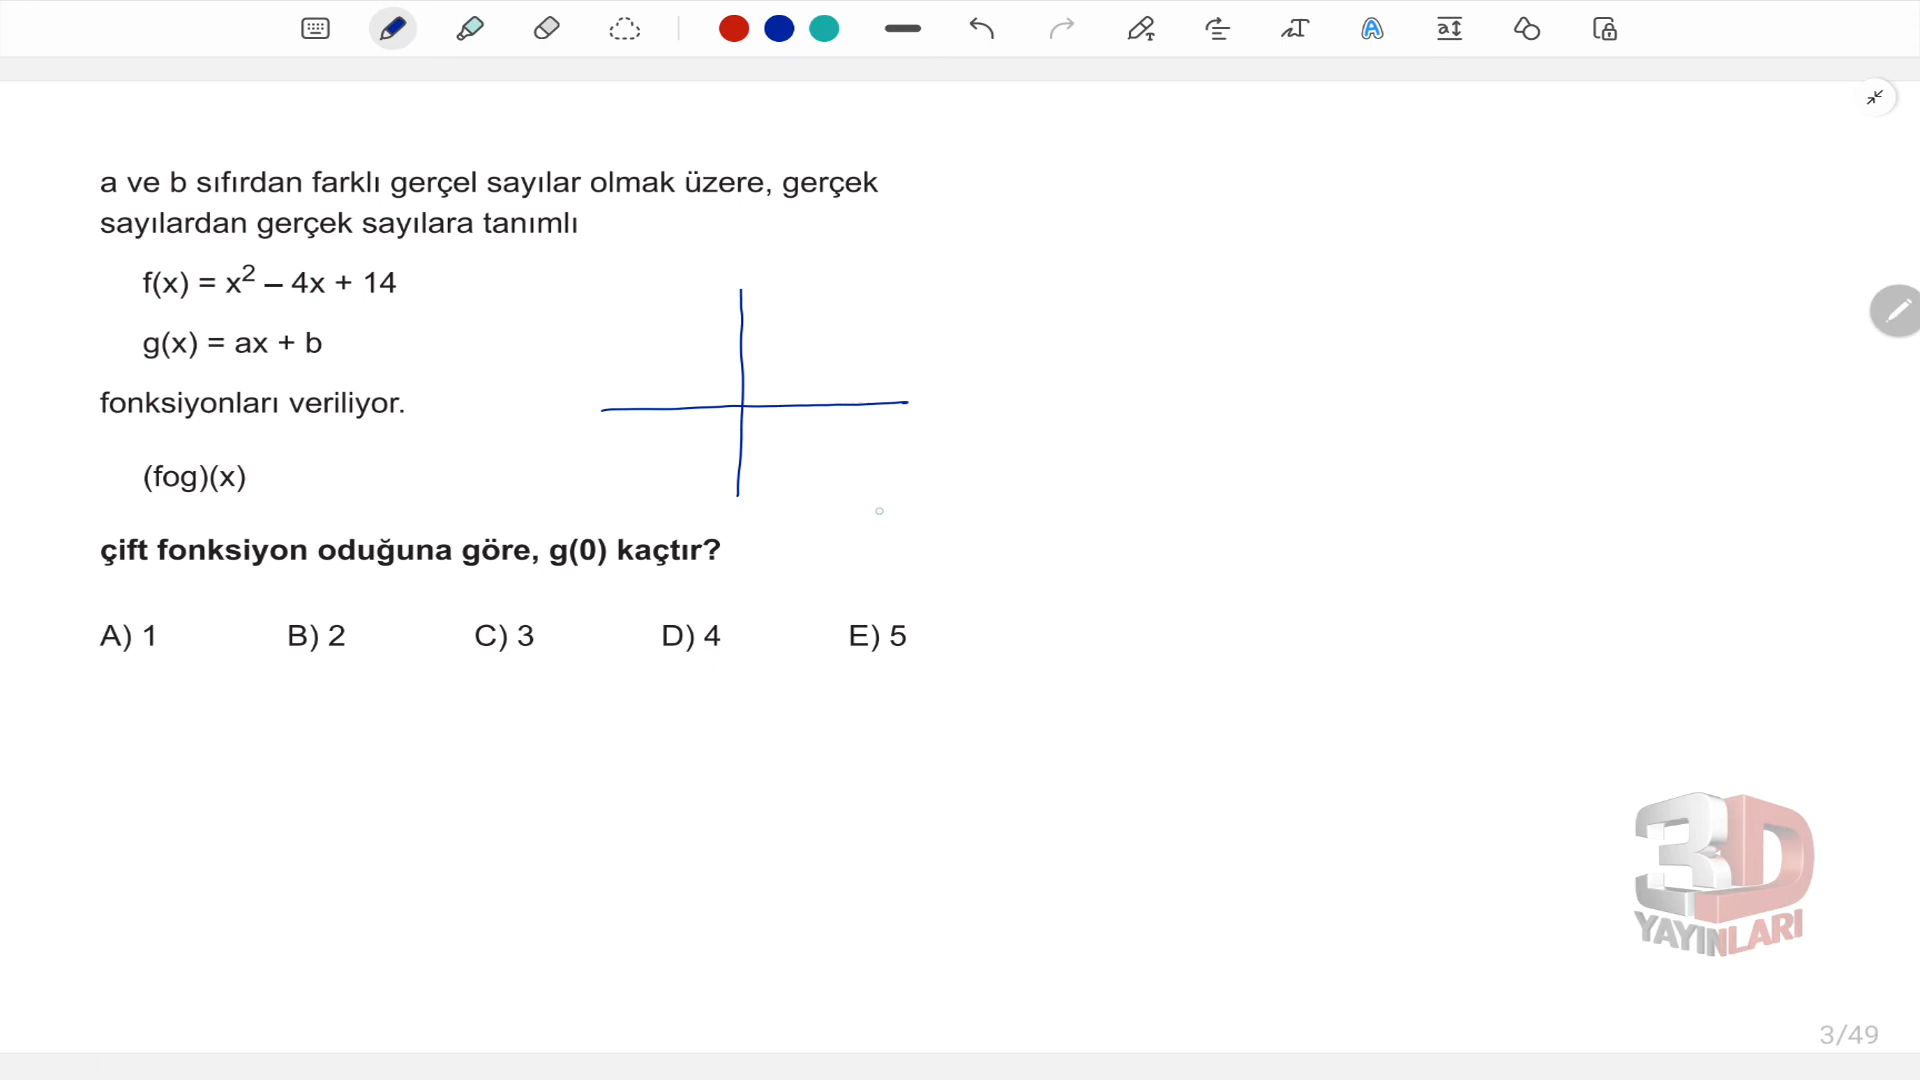 a ve b sıfırdan farklı gerçel sayılar olmak üzere, gerçek
sayılardan gerçek sayılara tanımlı
f(x) = x² – 4x + 14
g(x) = ax + b
fonksiyonları veriliyor.
(fog)(x)
çift fonksiyon oduğuna göre, g(0) kaçtır?
A) 1 B) 2 C) 3 D) 4 E) 5
3D
YAYINLARI
3/49